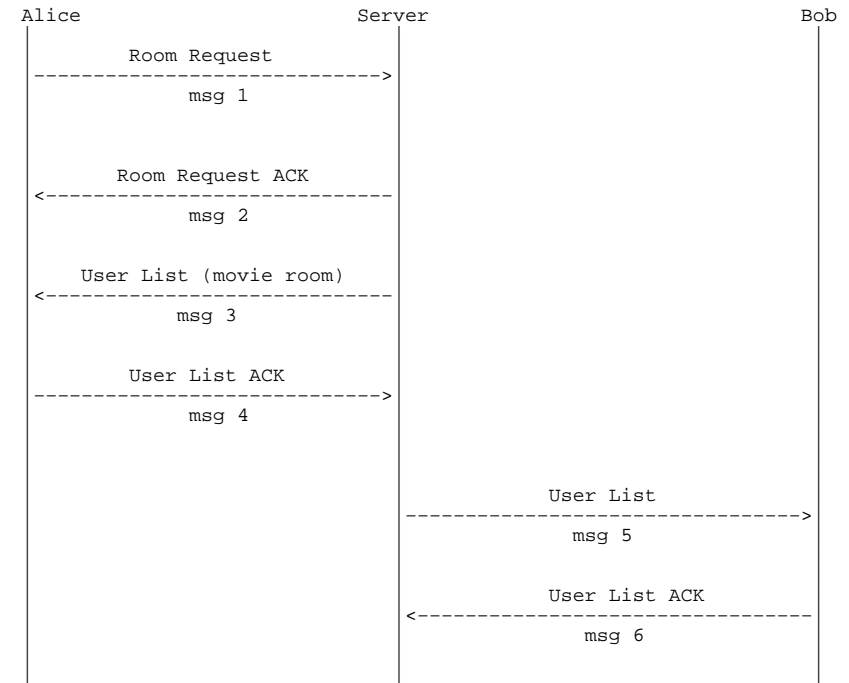 Alice Server Bob
Room Request
----------------------------->
msg 1
Room Request ACK
<-----------------------------
msg 2
User List (movie room)
<-----------------------------
msg 3
User List ACK
----------------------------->
msg 4
User List
--------------------------------->
msg 5
User List ACK
<---------------------------------
msg 6